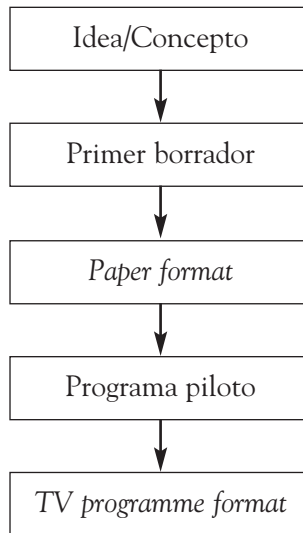 Idea/Concepto
Primer borrador
Paper format
Programa piloto
TV programme format